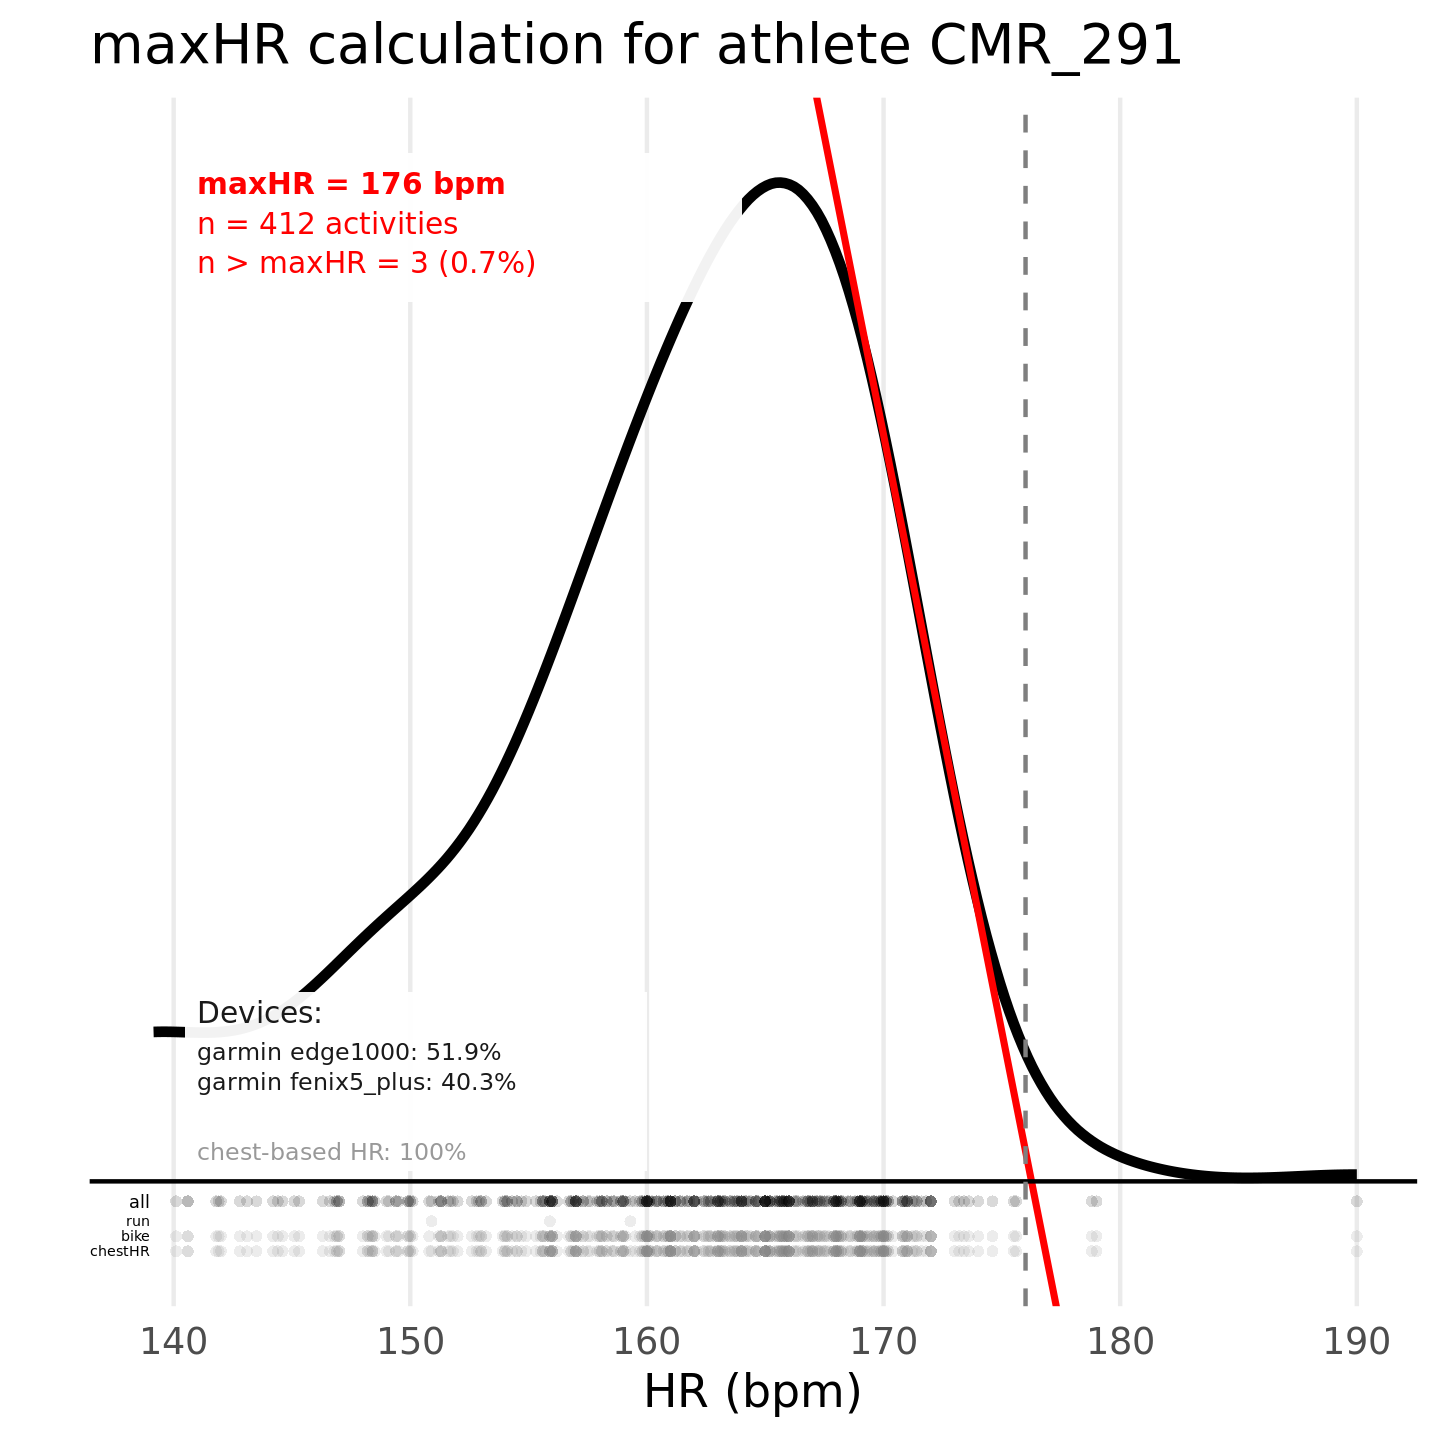 maxHR calculation for athlete CMR_291
maxHR = 176 bpm
n = 412 activities
n > maxHR = 3 (0.7%)
Devices:
garmin edge1000: 51.9%
garmin fenix5_plus: 40.3%
chest-based HR: 100%
all
run
bike
chestHR
140 150 160 170 180 190
HR (bpm)